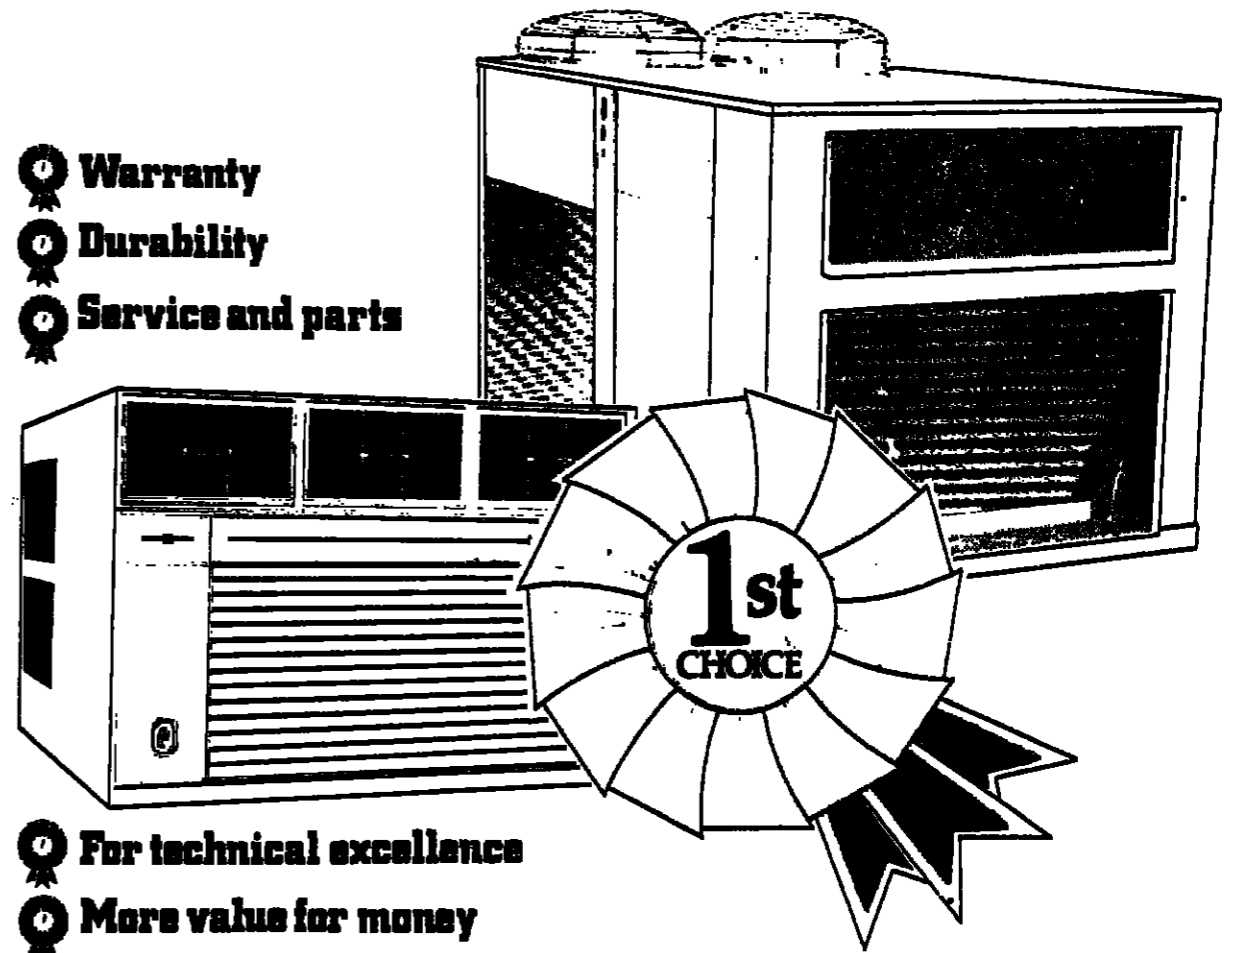 Warranty
Durability
Service and parts
1st
CHOICE
For technical excellence
More value for money